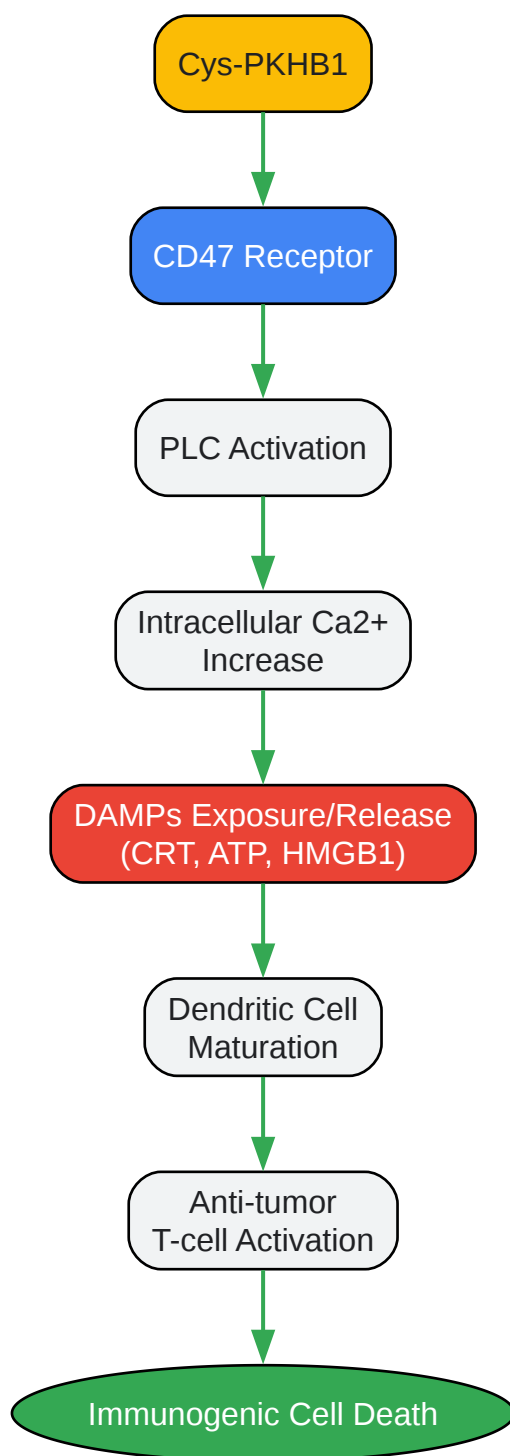 Cys-PKHB1
CD47 Receptor
PLC Activation
Intracellular Ca2+
Increase
DAMPs Exposure/Release
(CRT, ATP, HMGB1)
Dendritic Cell
Maturation
Anti-tumor
T-cell Activation
Immunogenic Cell Death